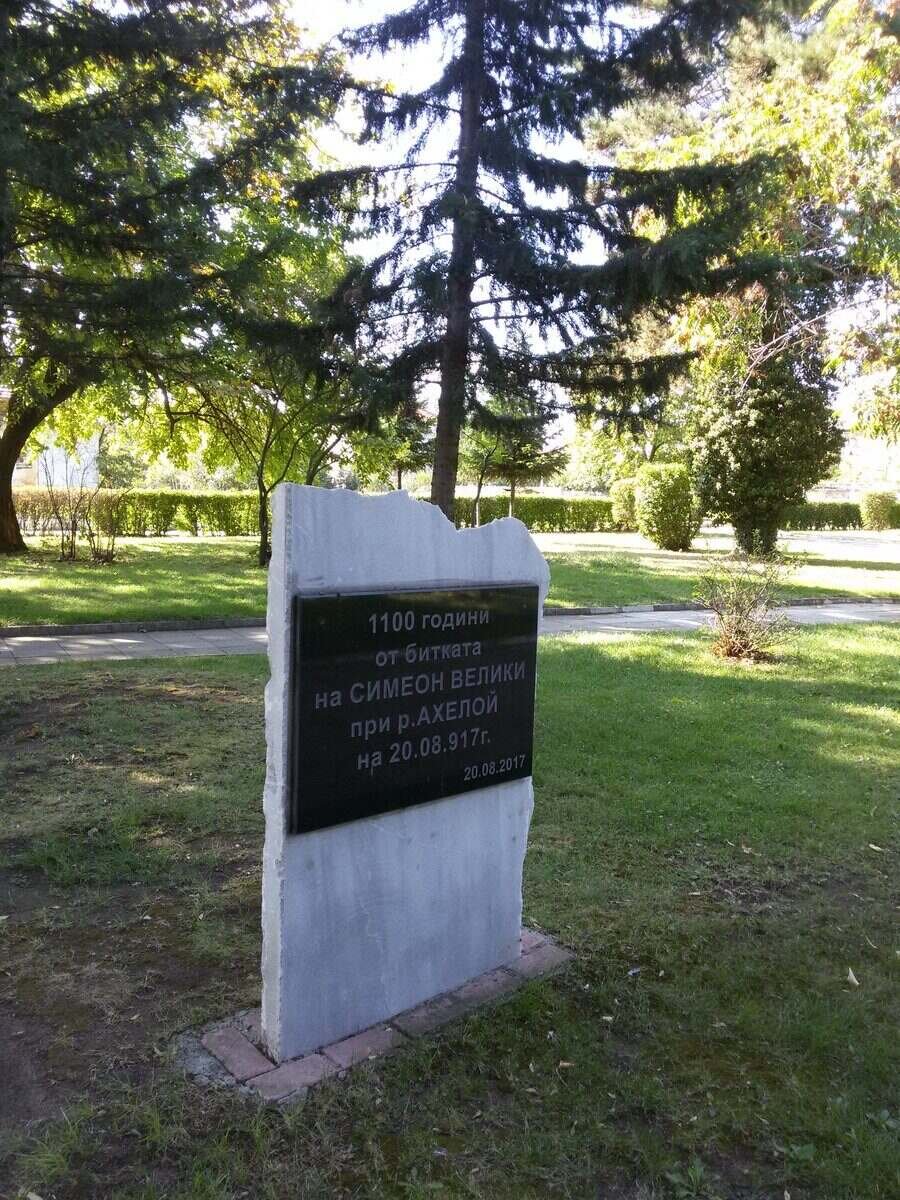 1100 години
от битката
на СИМЕОН ВЕЛИКИ
при р.АХЕЛОЙ
на 20.08.917г.
20.08.2017